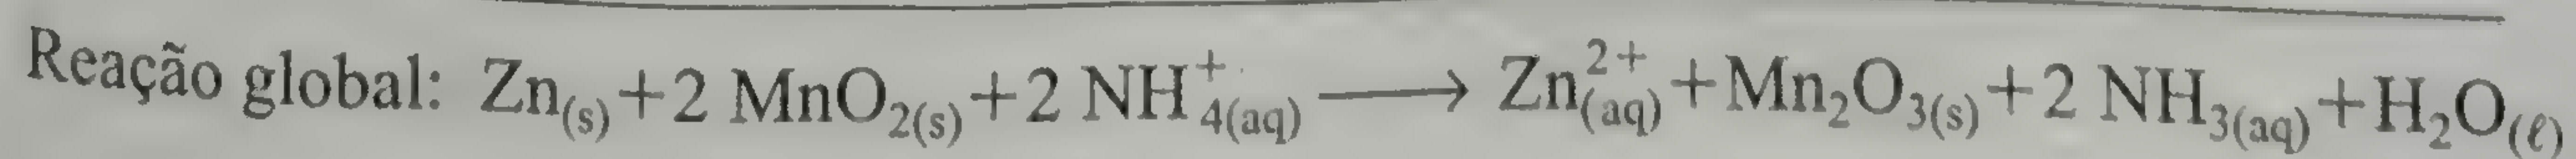 Reação global: Zn(s) + 2 MnO₂(s) + 2 NH₄⁺(aq) ⟶ Zn²⁺(aq) + Mn₂O₃(s) + 2 NH₃(aq) + H₂O(ℓ)